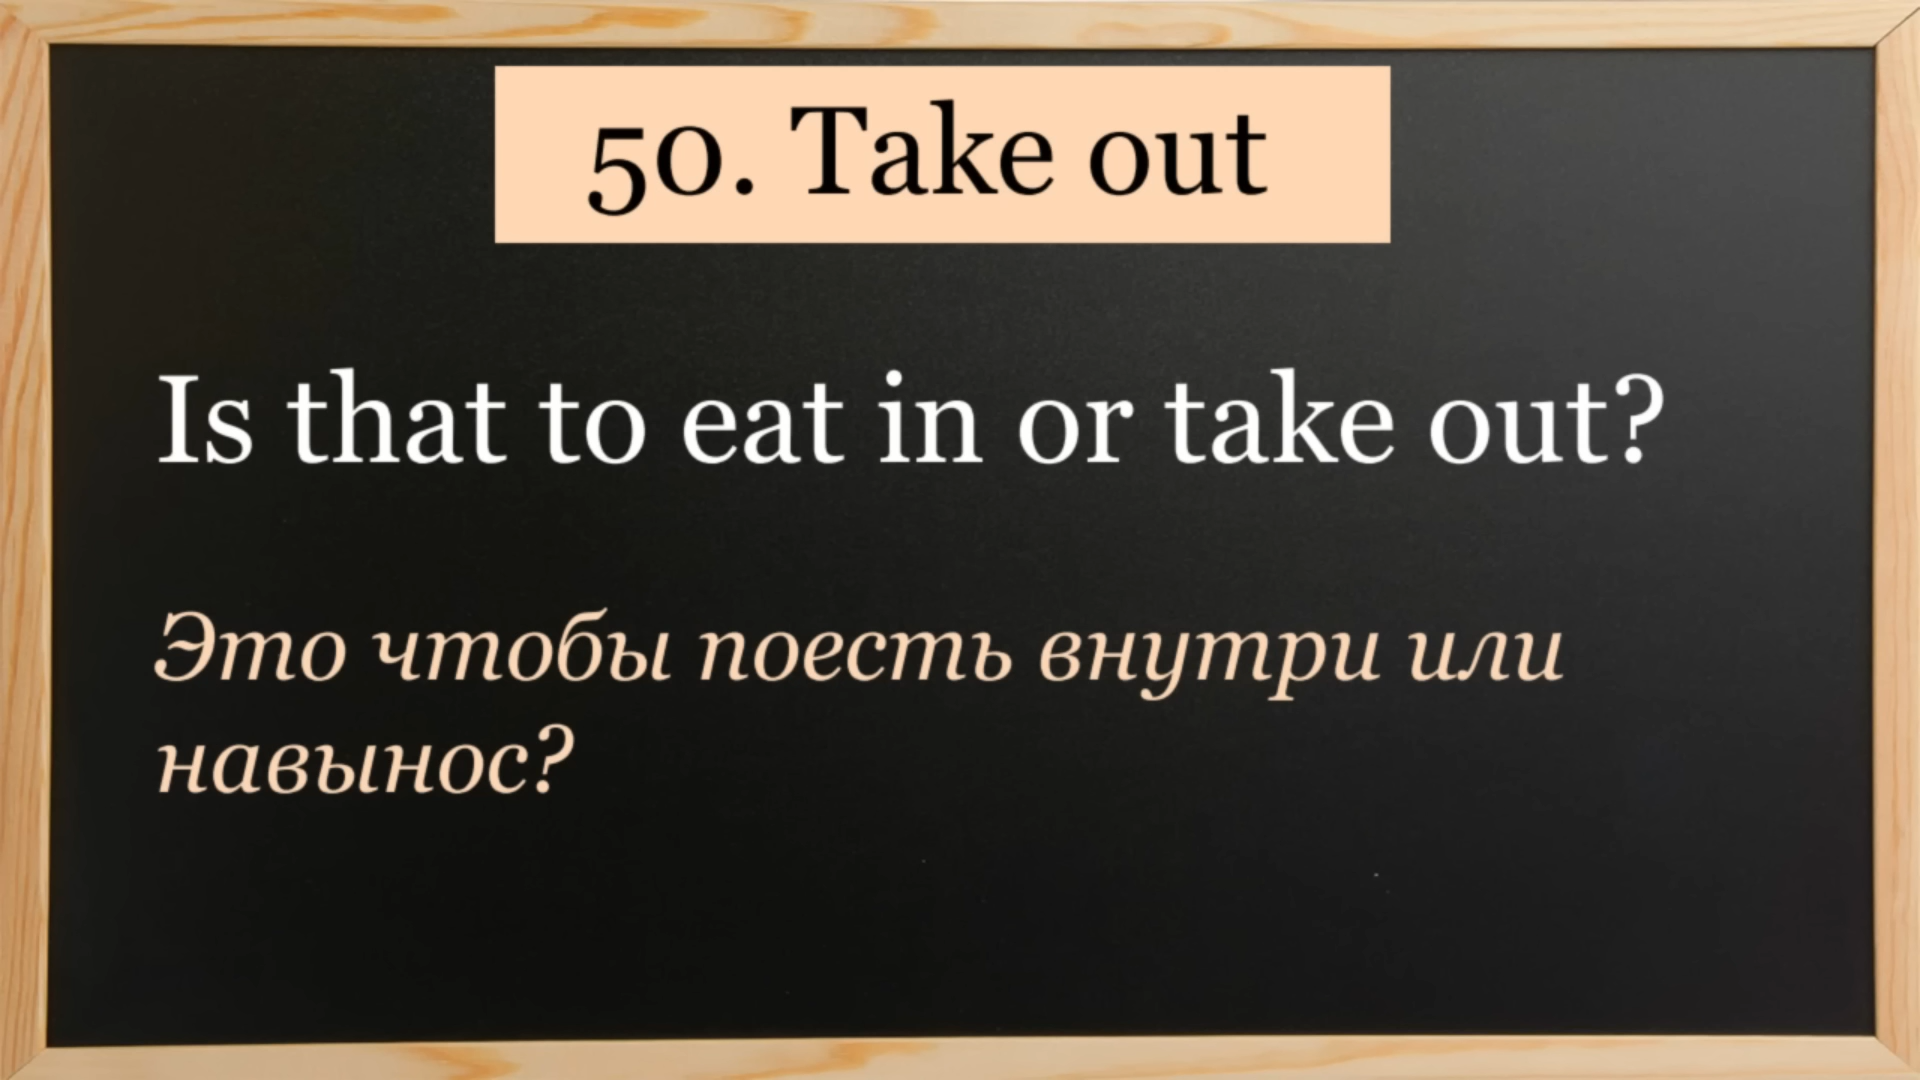 50. Take out
Is that to eat in or take out?
Это чтобы поесть внутри или
навынос?